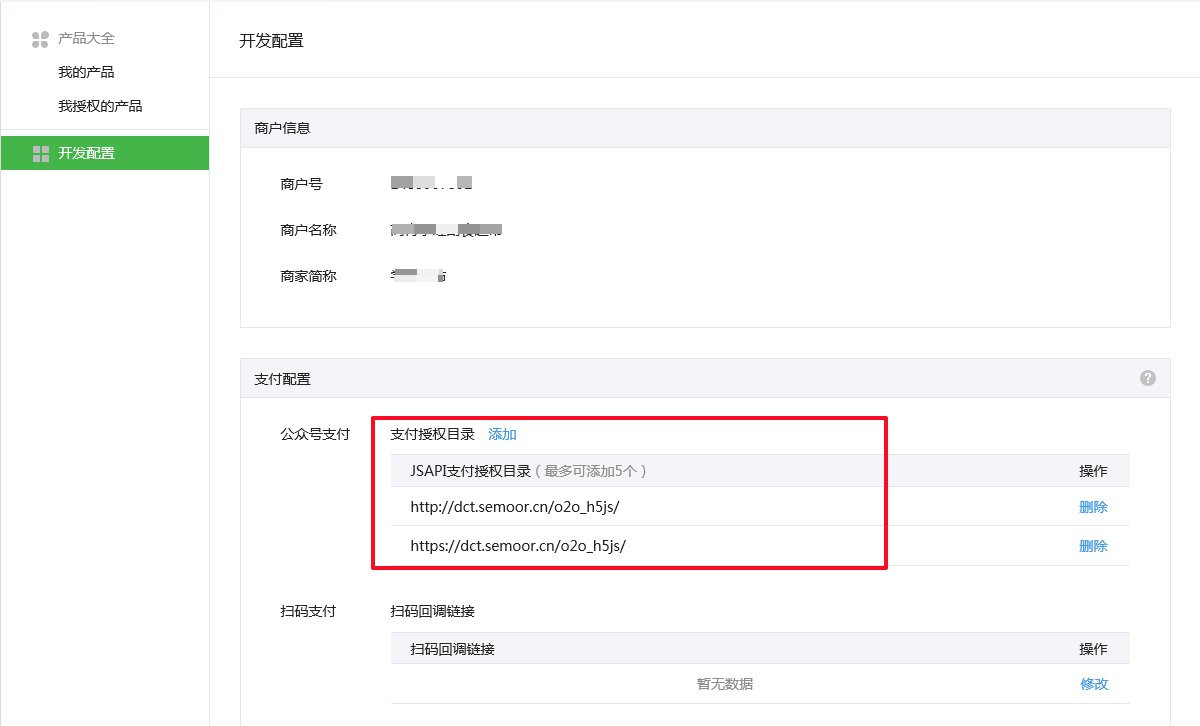 产品大全
我的产品
我授权的产品
开发配置
开发配置
商户信息
商户号
商户名称
商家简称
支付配置
?
公众号支付 支付授权目录 添加
JSAPI支付授权目录（最多可添加5个） 操作
http://dct.semoor.cn/o2o_h5js/ 删除
https://dct.semoor.cn/o2o_h5js/ 删除
扫码支付 扫码回调链接
扫码回调链接 操作
暂无数据 修改